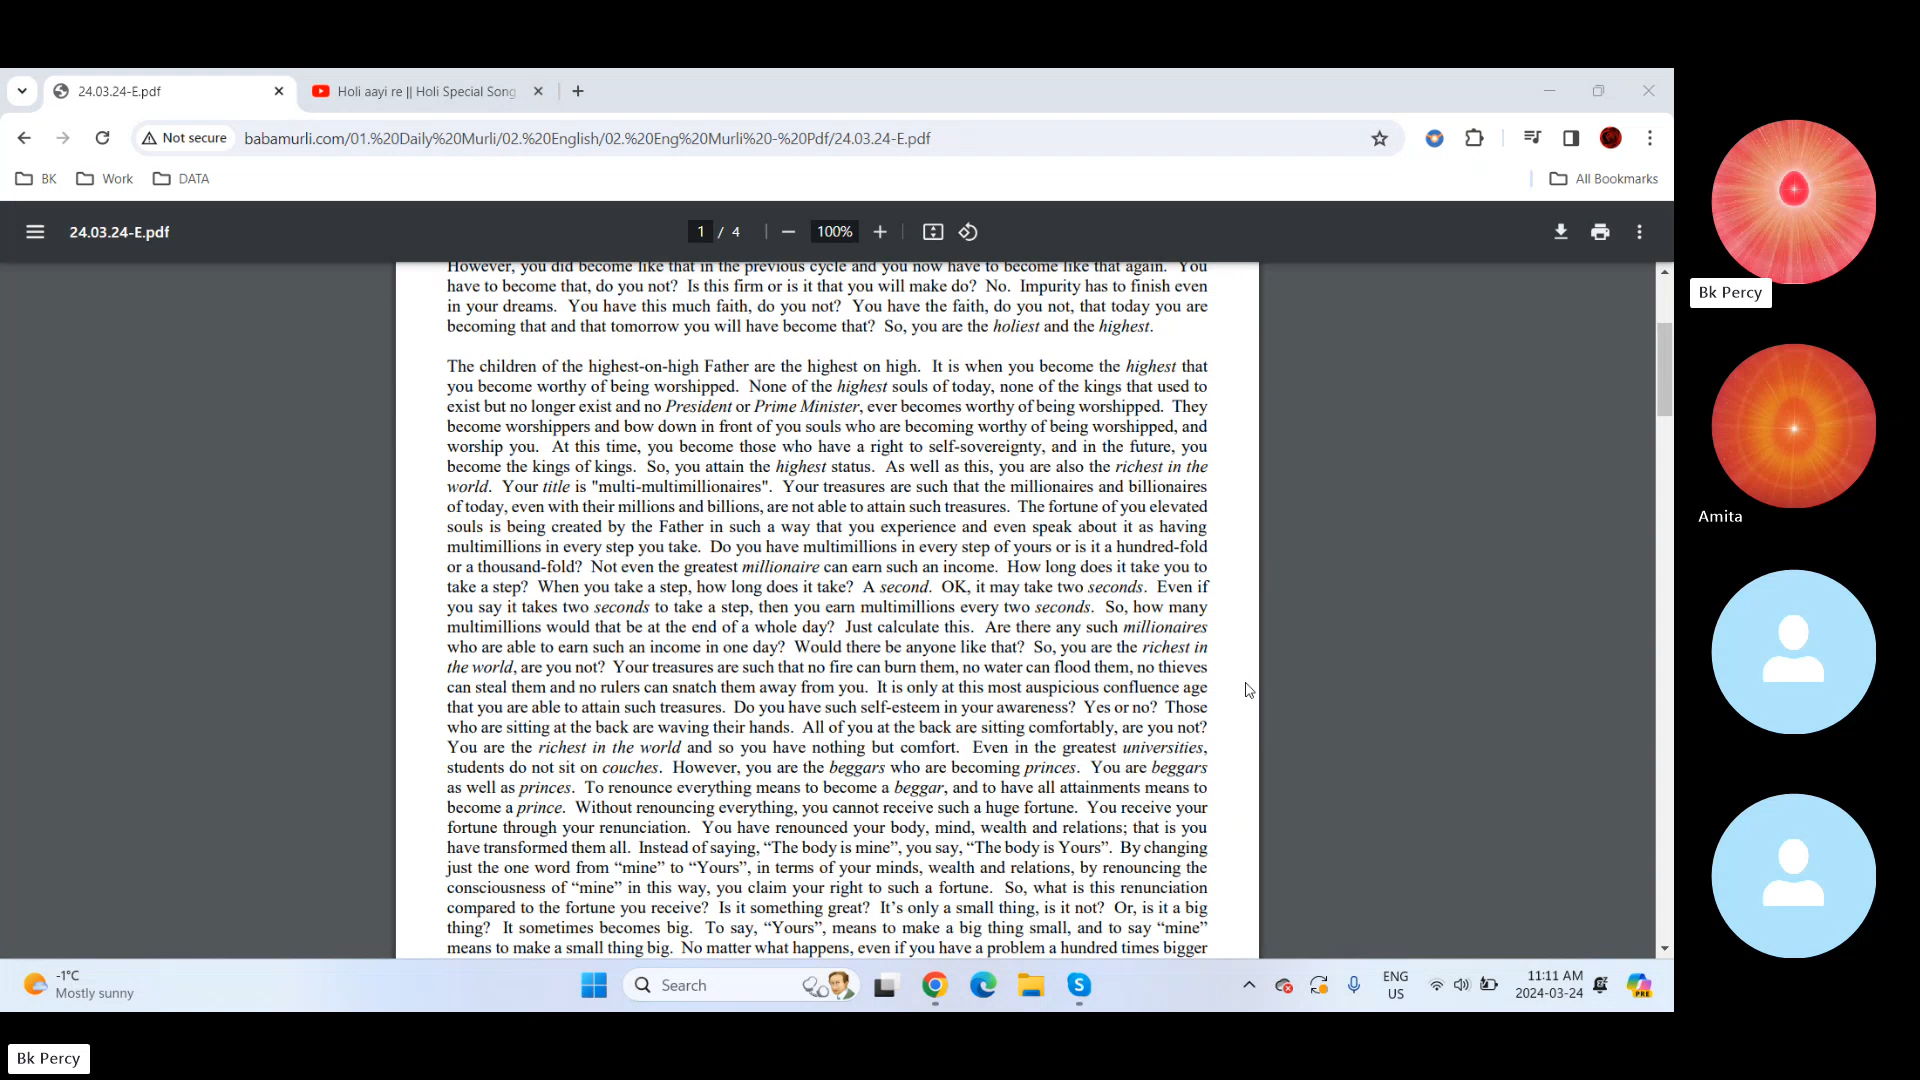 24.03.24-E.pdf
Holi aayi re || Holi Special Song
Not secure
babamurli.com/01.%20Daily%20Murli/02.%20English/02.%20Eng%20Murli%20-%20Pdf/24.03.24-E.pdf
BK
Work
DATA
All Bookmarks
24.03.24-E.pdf
1 / 4
100%
However, you did become like that in the previous cycle and you now have to become like that again. You
have to become that, do you not? Is this firm or is it that you will make do? No. Impurity has to finish even
in your dreams. You have this much faith, do you not? You have the faith, do you not, that today you are
becoming that and that tomorrow you will have become that? So, you are the holiest and the highest.
The children of the highest-on-high Father are the highest on high. It is when you become the highest that
you become worthy of being worshipped. None of the highest souls of today, none of the kings that used to
exist but no longer exist and no President or Prime Minister, ever becomes worthy of being worshipped. They
become worshippers and bow down in front of you souls who are becoming worthy of being worshipped, and
worship you. At this time, you become those who have a right to self-sovereignty, and in the future, you
become the kings of kings. So, you attain the highest status. As well as this, you are also the richest in the
world. Your title is "multi-multimillionaires". Your treasures are such that the millionaires and billionaires
of today, even with their millions and billions, are not able to attain such treasures. The fortune of you elevated
souls is being created by the Father in such a way that you experience and even speak about it as having
multimillions in every step you take. Do you have multimillions in every step of yours or is it a hundred-fold
or a thousand-fold? Not even the greatest millionaire can earn such an income. How long does it take you to
take a step? When you take a step, how long does it take? A second. OK, it may take two seconds. Even if
you say it takes two seconds to take a step, then you earn multimillions every two seconds. So, how many
multimillions would that be at the end of a whole day? Just calculate this. Are there any such millionaires
who are able to earn such an income in one day? Would there be anyone like that? So, you are the richest in
the world, are you not? Your treasures are such that no fire can burn them, no water can flood them, no thieves
can steal them and no rulers can snatch them away from you. It is only at this most auspicious confluence age
that you are able to attain such treasures. Do you have such self-esteem in your awareness? Yes or no? Those
who are sitting at the back are waving their hands. All of you at the back are sitting comfortably, are you not?
You are the richest in the world and so you have nothing but comfort. Even in the greatest universities,
students do not sit on couches. However, you are the beggars who are becoming princes. You are beggars
as well as princes. To renounce everything means to become a beggar, and to have all attainments means to
become a prince. Without renouncing everything, you cannot receive such a huge fortune. You receive your
fortune through your renunciation. You have renounced your body, mind, wealth and relations; that is you
have transformed them all. Instead of saying, “The body is mine”, you say, “The body is Yours”. By changing
just the one word from “mine” to “Yours”, in terms of your minds, wealth and relations, by renouncing the
consciousness of “mine” in this way, you claim your right to such a fortune. So, what is this renunciation
compared to the fortune you receive? Is it something great? It’s only a small thing, is it not? Or, is it a big
thing? It sometimes becomes big. To say, “Yours”, means to make a big thing small, and to say “mine”
means to make a small thing big. No matter what happens, even if you have a problem a hundred times bigger
-1°C
Mostly sunny
Search
ENG
US
11:11 AM
2024-03-24
PRE
Bk Percy
Amita
Bk Percy